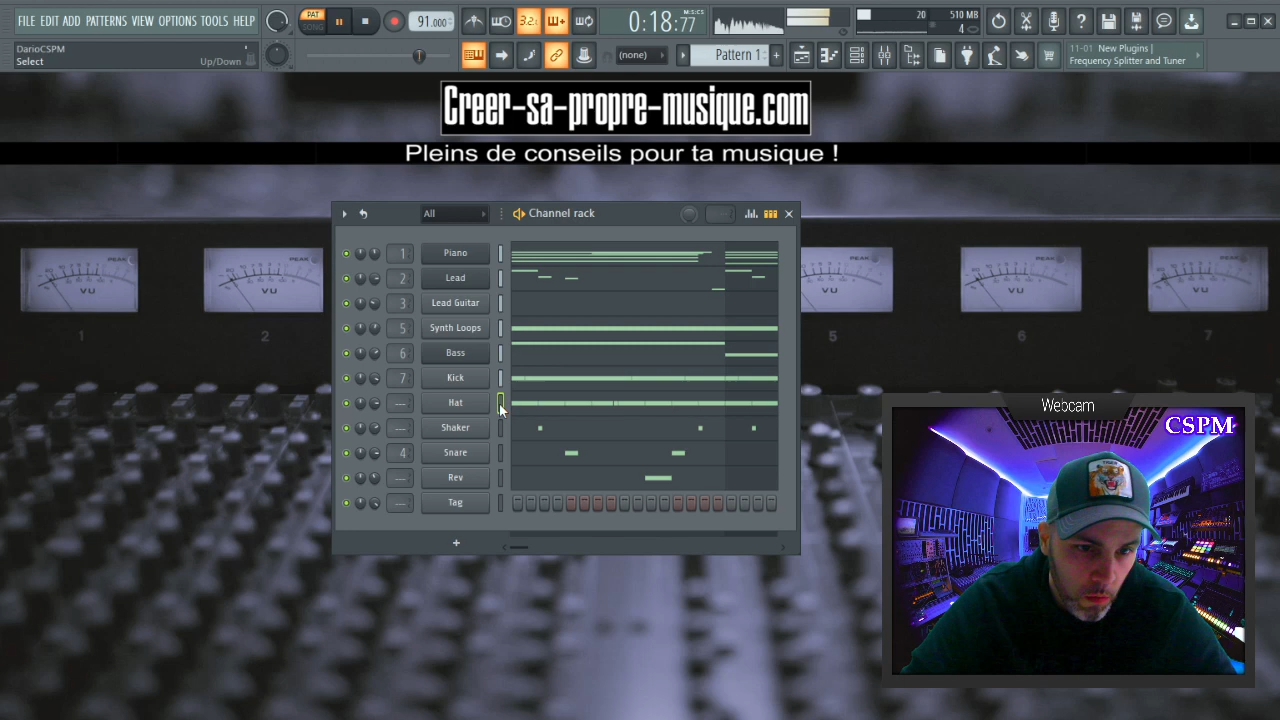 FILE EDIT ADD PATTERNS VIEW OPTIONS TOOLS HELP
PAT
SONG
91.000
3.2.
0:18:77
M:S:CS
20
510 MB
4
DarioCSPM
Select
Up/Down
(none)
Pattern 1
+
11-01 New Plugins |
Frequency Splitter and Tuner
Creer-sa-propre-musique.com
Pleins de conseils pour ta musique !
All
Channel rack
1 Piano
2 Lead
3 Lead Guitar
5 Synth Loops
6 Bass
7 Kick
--- Hat
--- Shaker
4 Snare
--- Rev
--- Tag
+
VU
VU
VU
VU
VU
1
2
5
6
7
Webcam
CSPM